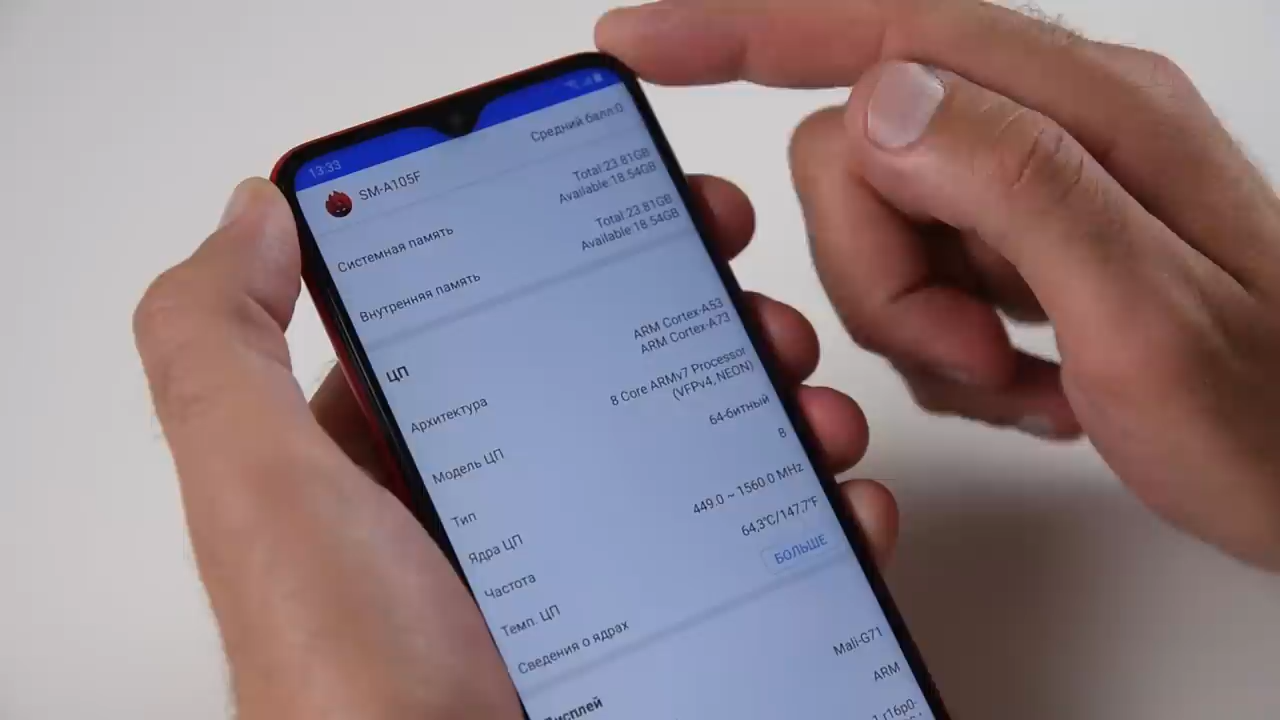 13:33
SM-A105F
Средний балл:0
Системная память
Total:23.81GB
Available:18.54GB
Внутренняя память
Total:23.81GB
Available:18.54GB
ЦП
Архитектура
ARM Cortex-A53
ARM Cortex-A73
Модель ЦП
8 Core ARMv7 Processor
(VFPv4, NEON)
Тип
64-битный
Ядра ЦП
8
Частота
449.0 ~ 1560.0 MHz
Темп. ЦП
64,3°C/147.7°F
Сведения о ядрах
БОЛЬШЕ
Дисплей
Mali-G71
ARM